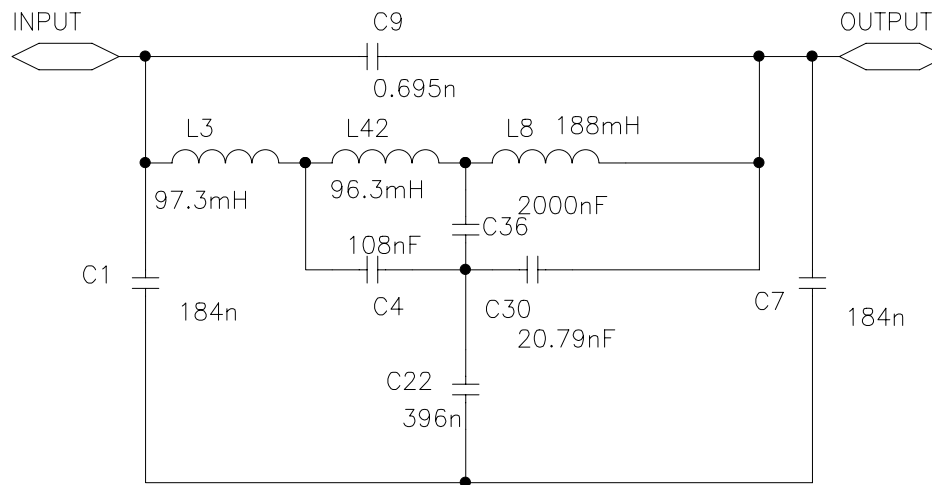 INPUT
C9
OUTPUT
0.695n
L3
L42
L8
188mH
97.3mH
96.3mH
2000nF
C36
108nF
C1
C4
C30
C7
184n
20.79nF
184n
C22
396n